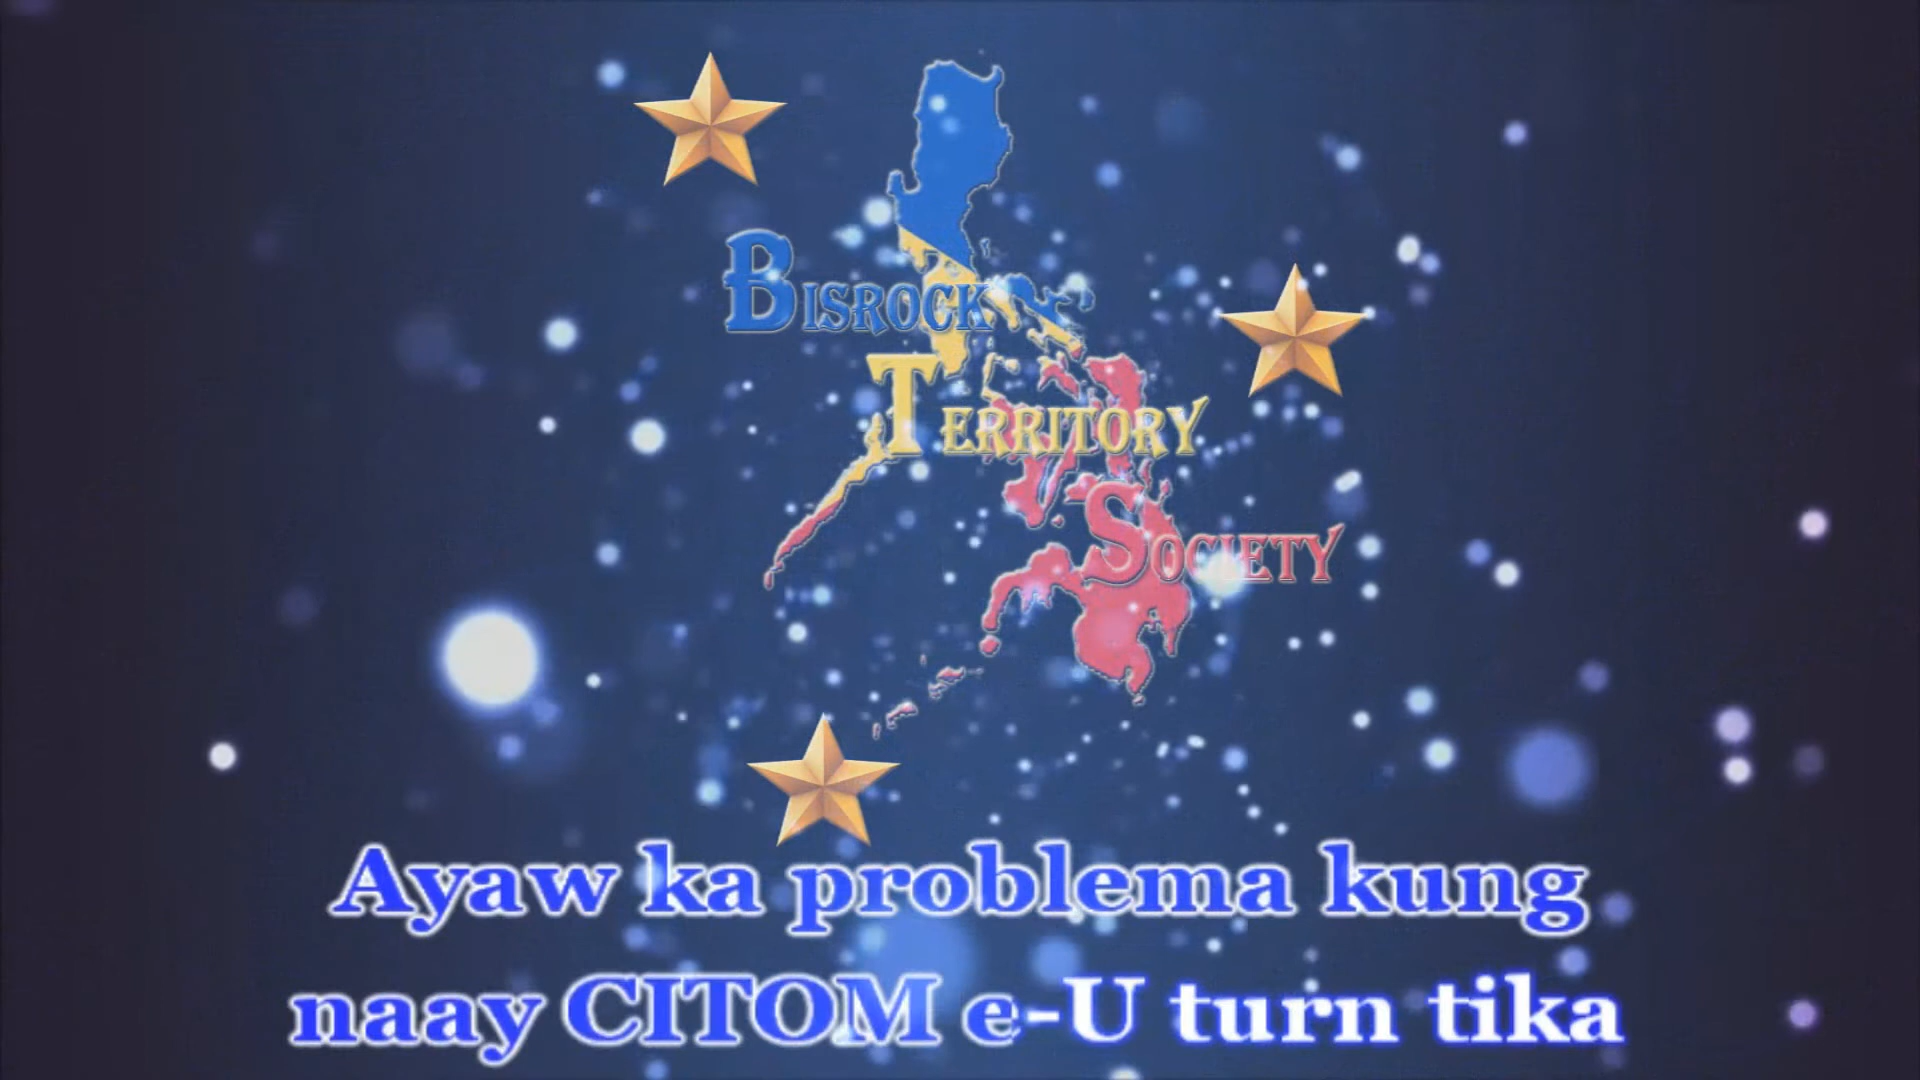 BISROCK
TERRITORY
SOCIETY
Ayaw ka problema kung
naay CITOM e-U turn tika